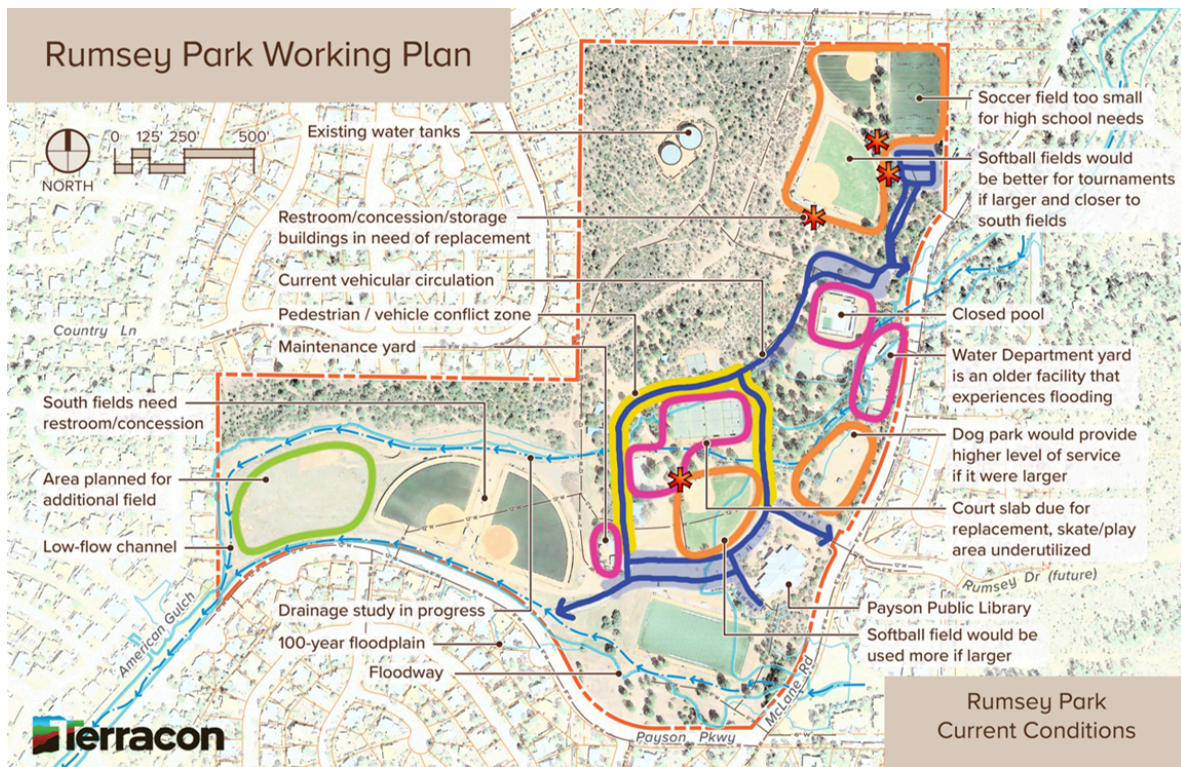 Rumsey Park Working Plan
0 125' 250' 500'
NORTH
Existing water tanks
Restroom/concession/storage
buildings in need of replacement
Current vehicular circulation
Pedestrian / vehicle conflict zone
Maintenance yard
Country Ln
South fields need
restroom/concession
Area planned for
additional field
Low-flow channel
American Gulch
Drainage study in progress
100-year floodplain
Floodway
Soccer field too small
for high school needs
Softball fields would
be better for tournaments
if larger and closer to
south fields
Closed pool
Water Department yard
is an older facility that
experiences flooding
Dog park would provide
higher level of service
if it were larger
Court slab due for
replacement, skate/play
area underutilized
Rumsey Dr (future)
Payson Public Library
Softball field would be
used more if larger
McLane Rd
Payson Pkwy
Terracon
Rumsey Park
Current Conditions